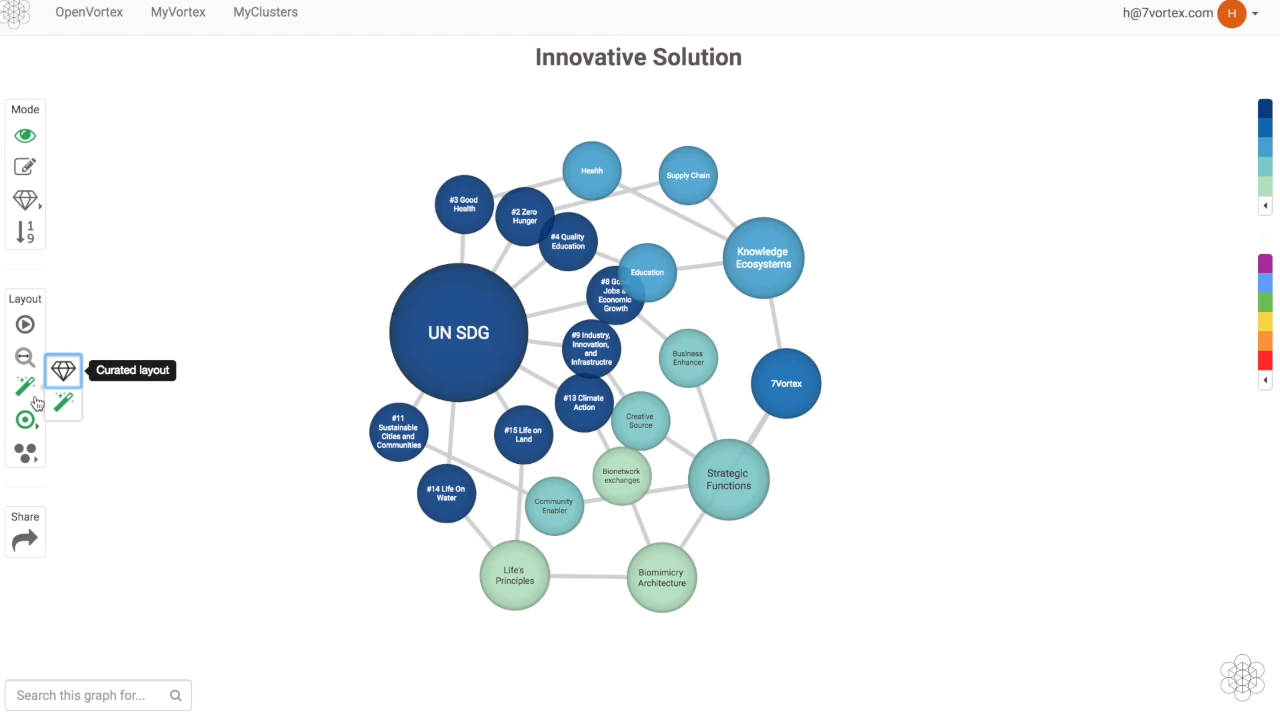 OpenVortex
MyVortex
MyClusters
h@7vortex.com
H
Innovative Solution
Mode
1
9
Layout
Curated layout
Share
Search this graph for...
Health
Supply Chain
#3 Good
Health
#2 Zero
Hunger
#4 Quality
Education
Knowledge
Ecosystems
Education
#8
Jobs &
Economic
Growth
UN SDG
#9 Industry,
Innovation,
and
Infrastructre
Business
Enhancer
7Vortex
#13 Climate
Action
Creative
Source
#11
Sustainable
Cities and
Communities
#15 Life on
Land
Bionetwork
exchanges
Strategic
Functions
#14 Life On
Water
Community
Enabler
Life's
Principles
Biomimicry
Architecture